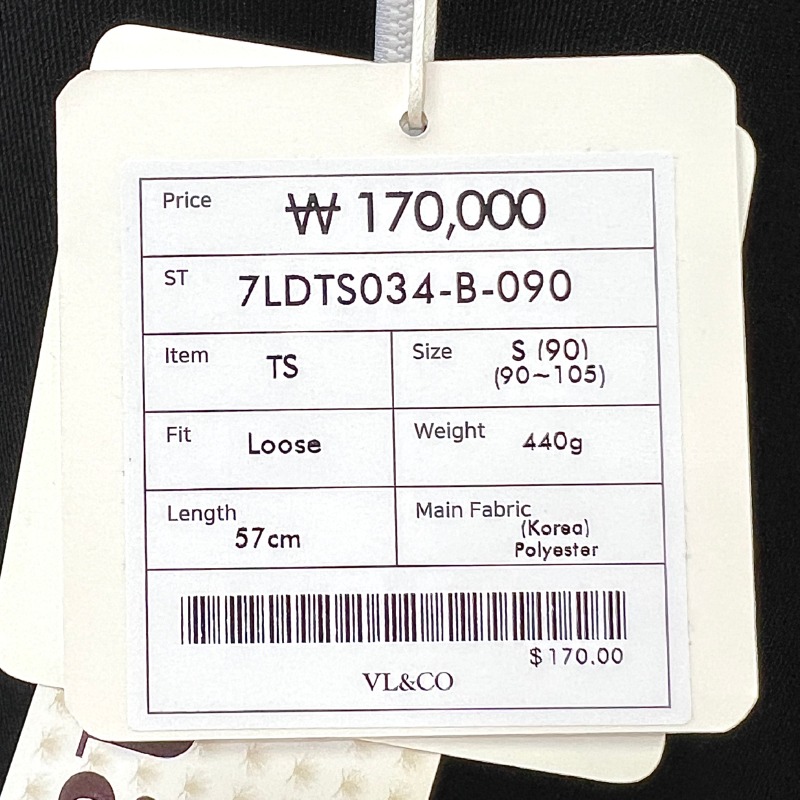 Price ₩ 170,000
ST 7LDTS034-B-090
Item TS
Size S (90)
(90~105)
Fit Loose
Weight 440g
Length
57cm
Main Fabric
(Korea)
Polyester
$170.00
VL&CO